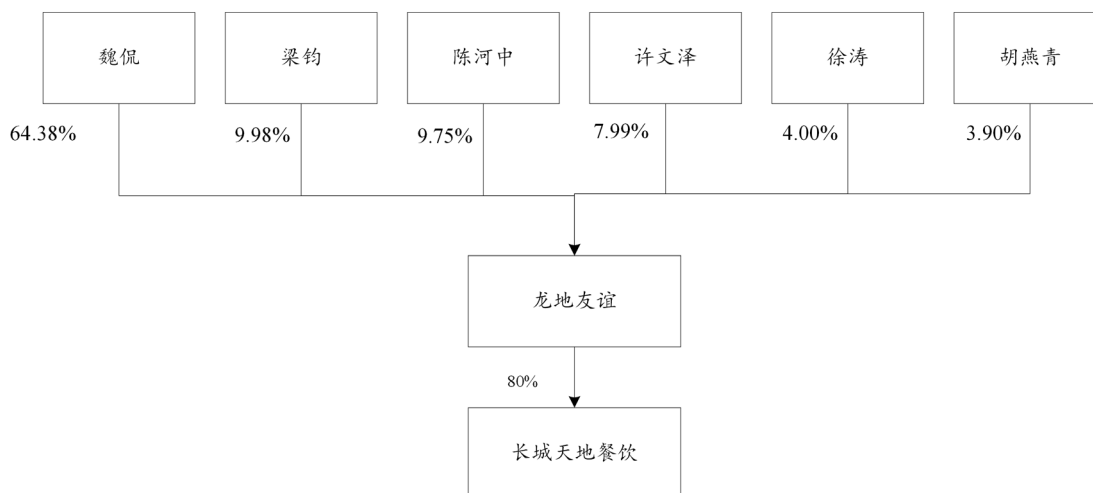 魏侃
梁钧
陈河中
许文泽
徐涛
胡燕青
64.38%
9.98%
9.75%
7.99%
4.00%
3.90%
龙地友谊
80%
长城天地餐饮